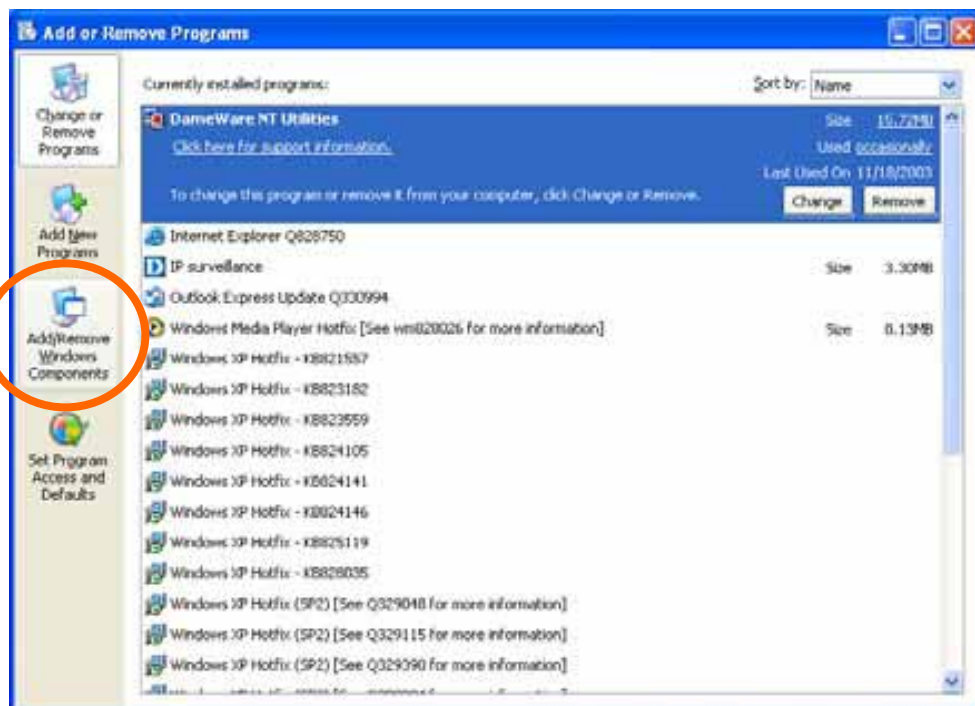 Add or Remove Programs
Change or
Remove
Programs
Add New
Programs
Add/Remove
Windows
Components
Set Program
Access and
Defaults
Currently installed programs:
Sort by: Name
DameWare NT Utilities
Size 15.72MB
Click here for support information.
Used occasionally
Last Used On 11/18/2003
To change this program or remove it from your computer, click Change or Remove.
Change Remove
Internet Explorer Q828750
IP surveillance Size 3.30MB
Outlook Express Update Q330994
Windows Media Player Hotfix [See wm828026 for more information] Size 0.13MB
Windows XP Hotfix - KB821557
Windows XP Hotfix - KB823182
Windows XP Hotfix - KB823559
Windows XP Hotfix - KB824105
Windows XP Hotfix - KB824141
Windows XP Hotfix - KB824146
Windows XP Hotfix - KB825119
Windows XP Hotfix - KB828035
Windows XP Hotfix (SP2) [See Q329048 for more information]
Windows XP Hotfix (SP2) [See Q329115 for more information]
Windows XP Hotfix (SP2) [See Q329390 for more information]